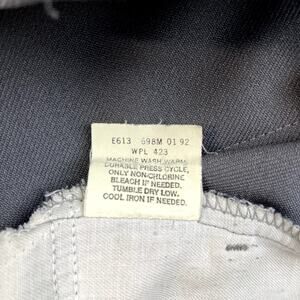 E613 698M 01 92
WPL 423
MACHINE WASH WARM
DURABLE PRESS CYCLE,
ONLY NON-CHLORINE
BLEACH IF NEEDED.
TUMBLE DRY LOW.
COOL IRON IF NEEDED.